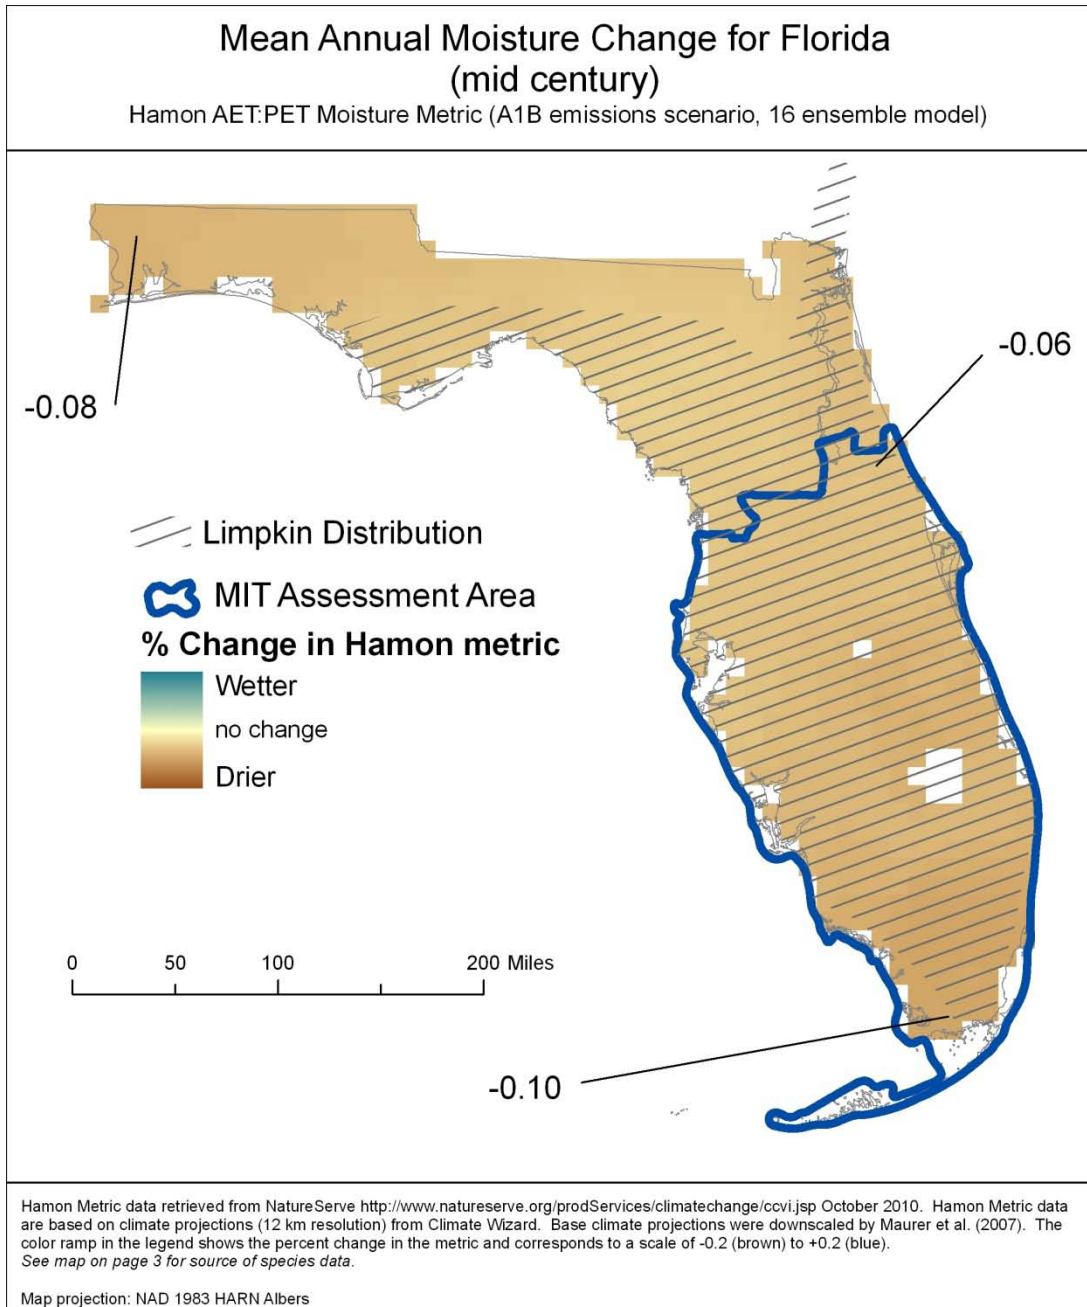 Mean Annual Moisture Change for Florida
(mid century)
Hamon AET:PET Moisture Metric (A1B emissions scenario, 16 ensemble model)
-0.06
-0.08
Limpkin Distribution
MIT Assessment Area
% Change in Hamon metric
Wetter
no change
Drier
0 50 100 200 Miles
-0.10
Hamon Metric data retrieved from NatureServe http://www.natureserve.org/prodServices/climatechange/ccvi.jsp October 2010. Hamon Metric data
are based on climate projections (12 km resolution) from Climate Wizard. Base climate projections were downscaled by Maurer et al. (2007). The
color ramp in the legend shows the percent change in the metric and corresponds to a scale of -0.2 (brown) to +0.2 (blue).
See map on page 3 for source of species data.
Map projection: NAD 1983 HARN Albers